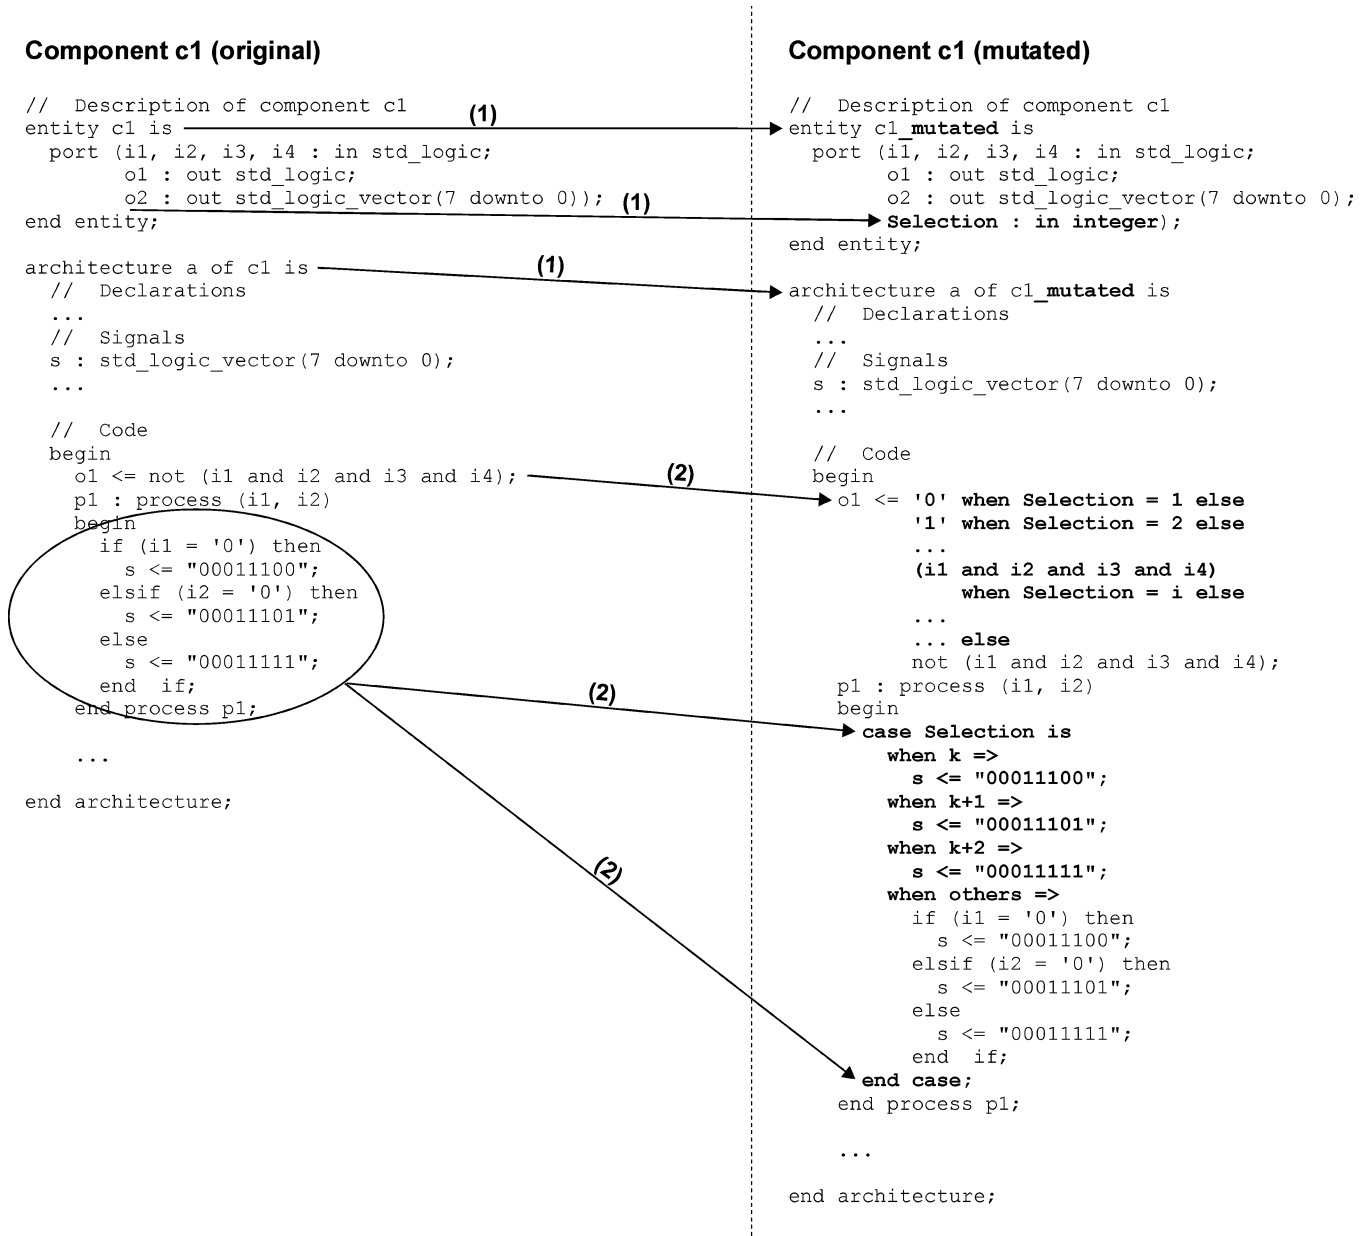 Component c1 (original)
//  Description of component c1
entity c1 is
  port (i1, i2, i3, i4 : in std_logic;
        o1 : out std_logic;
        o2 : out std_logic_vector(7 downto 0));
end entity;
architecture a of c1 is
  //  Declarations
  ...
  //  Signals
  s : std_logic_vector(7 downto 0);
  ...
  //  Code
  begin
    o1 <= not (i1 and i2 and i3 and i4);
    p1 : process (i1, i2)
    begin
      if (i1 = '0') then
        s <= "00011100";
      elsif (i2 = '0') then
        s <= "00011101";
      else
        s <= "00011111";
      end  if;
    end process p1;
    ...
end architecture;
(1)
(1)
(1)
(2)
(2)
(2)
Component c1 (mutated)
//  Description of component c1
entity c1_mutated is
  port (i1, i2, i3, i4 : in std_logic;
        o1 : out std_logic;
        o2 : out std_logic_vector(7 downto 0);
        Selection : in integer);
end entity;
architecture a of c1_mutated is
  //  Declarations
  ...
  //  Signals
  s : std_logic_vector(7 downto 0);
  ...
  //  Code
  begin
    o1 <= '0' when Selection = 1 else
          '1' when Selection = 2 else
          ...
          (i1 and i2 and i3 and i4)
              when Selection = i else
          ...
          ... else
          not (i1 and i2 and i3 and i4);
    p1 : process (i1, i2)
    begin
      case Selection is
        when k =>
          s <= "00011100";
        when k+1 =>
          s <= "00011101";
        when k+2 =>
          s <= "00011111";
        when others =>
          if (i1 = '0') then
            s <= "00011100";
          elsif (i2 = '0') then
            s <= "00011101";
          else
            s <= "00011111";
          end  if;
      end case;
    end process p1;
    ...
end architecture;